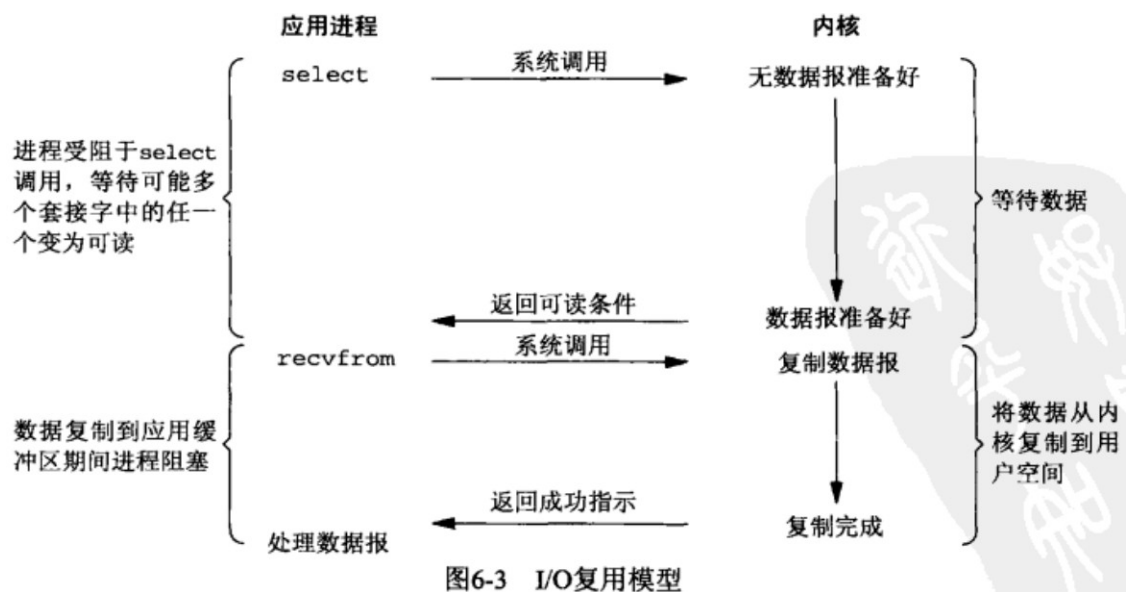 应用进程
内核
select
系统调用
无数据报准备好
进程受阻于select
调用，等待可能多
个套接字中的任一
个变为可读
等待数据
返回可读条件
数据报准备好
recvfrom
系统调用
复制数据报
数据复制到应用缓
冲区期间进程阻塞
将数据从内
核复制到用
户空间
返回成功指示
复制完成
处理数据报
图6-3 I/O复用模型